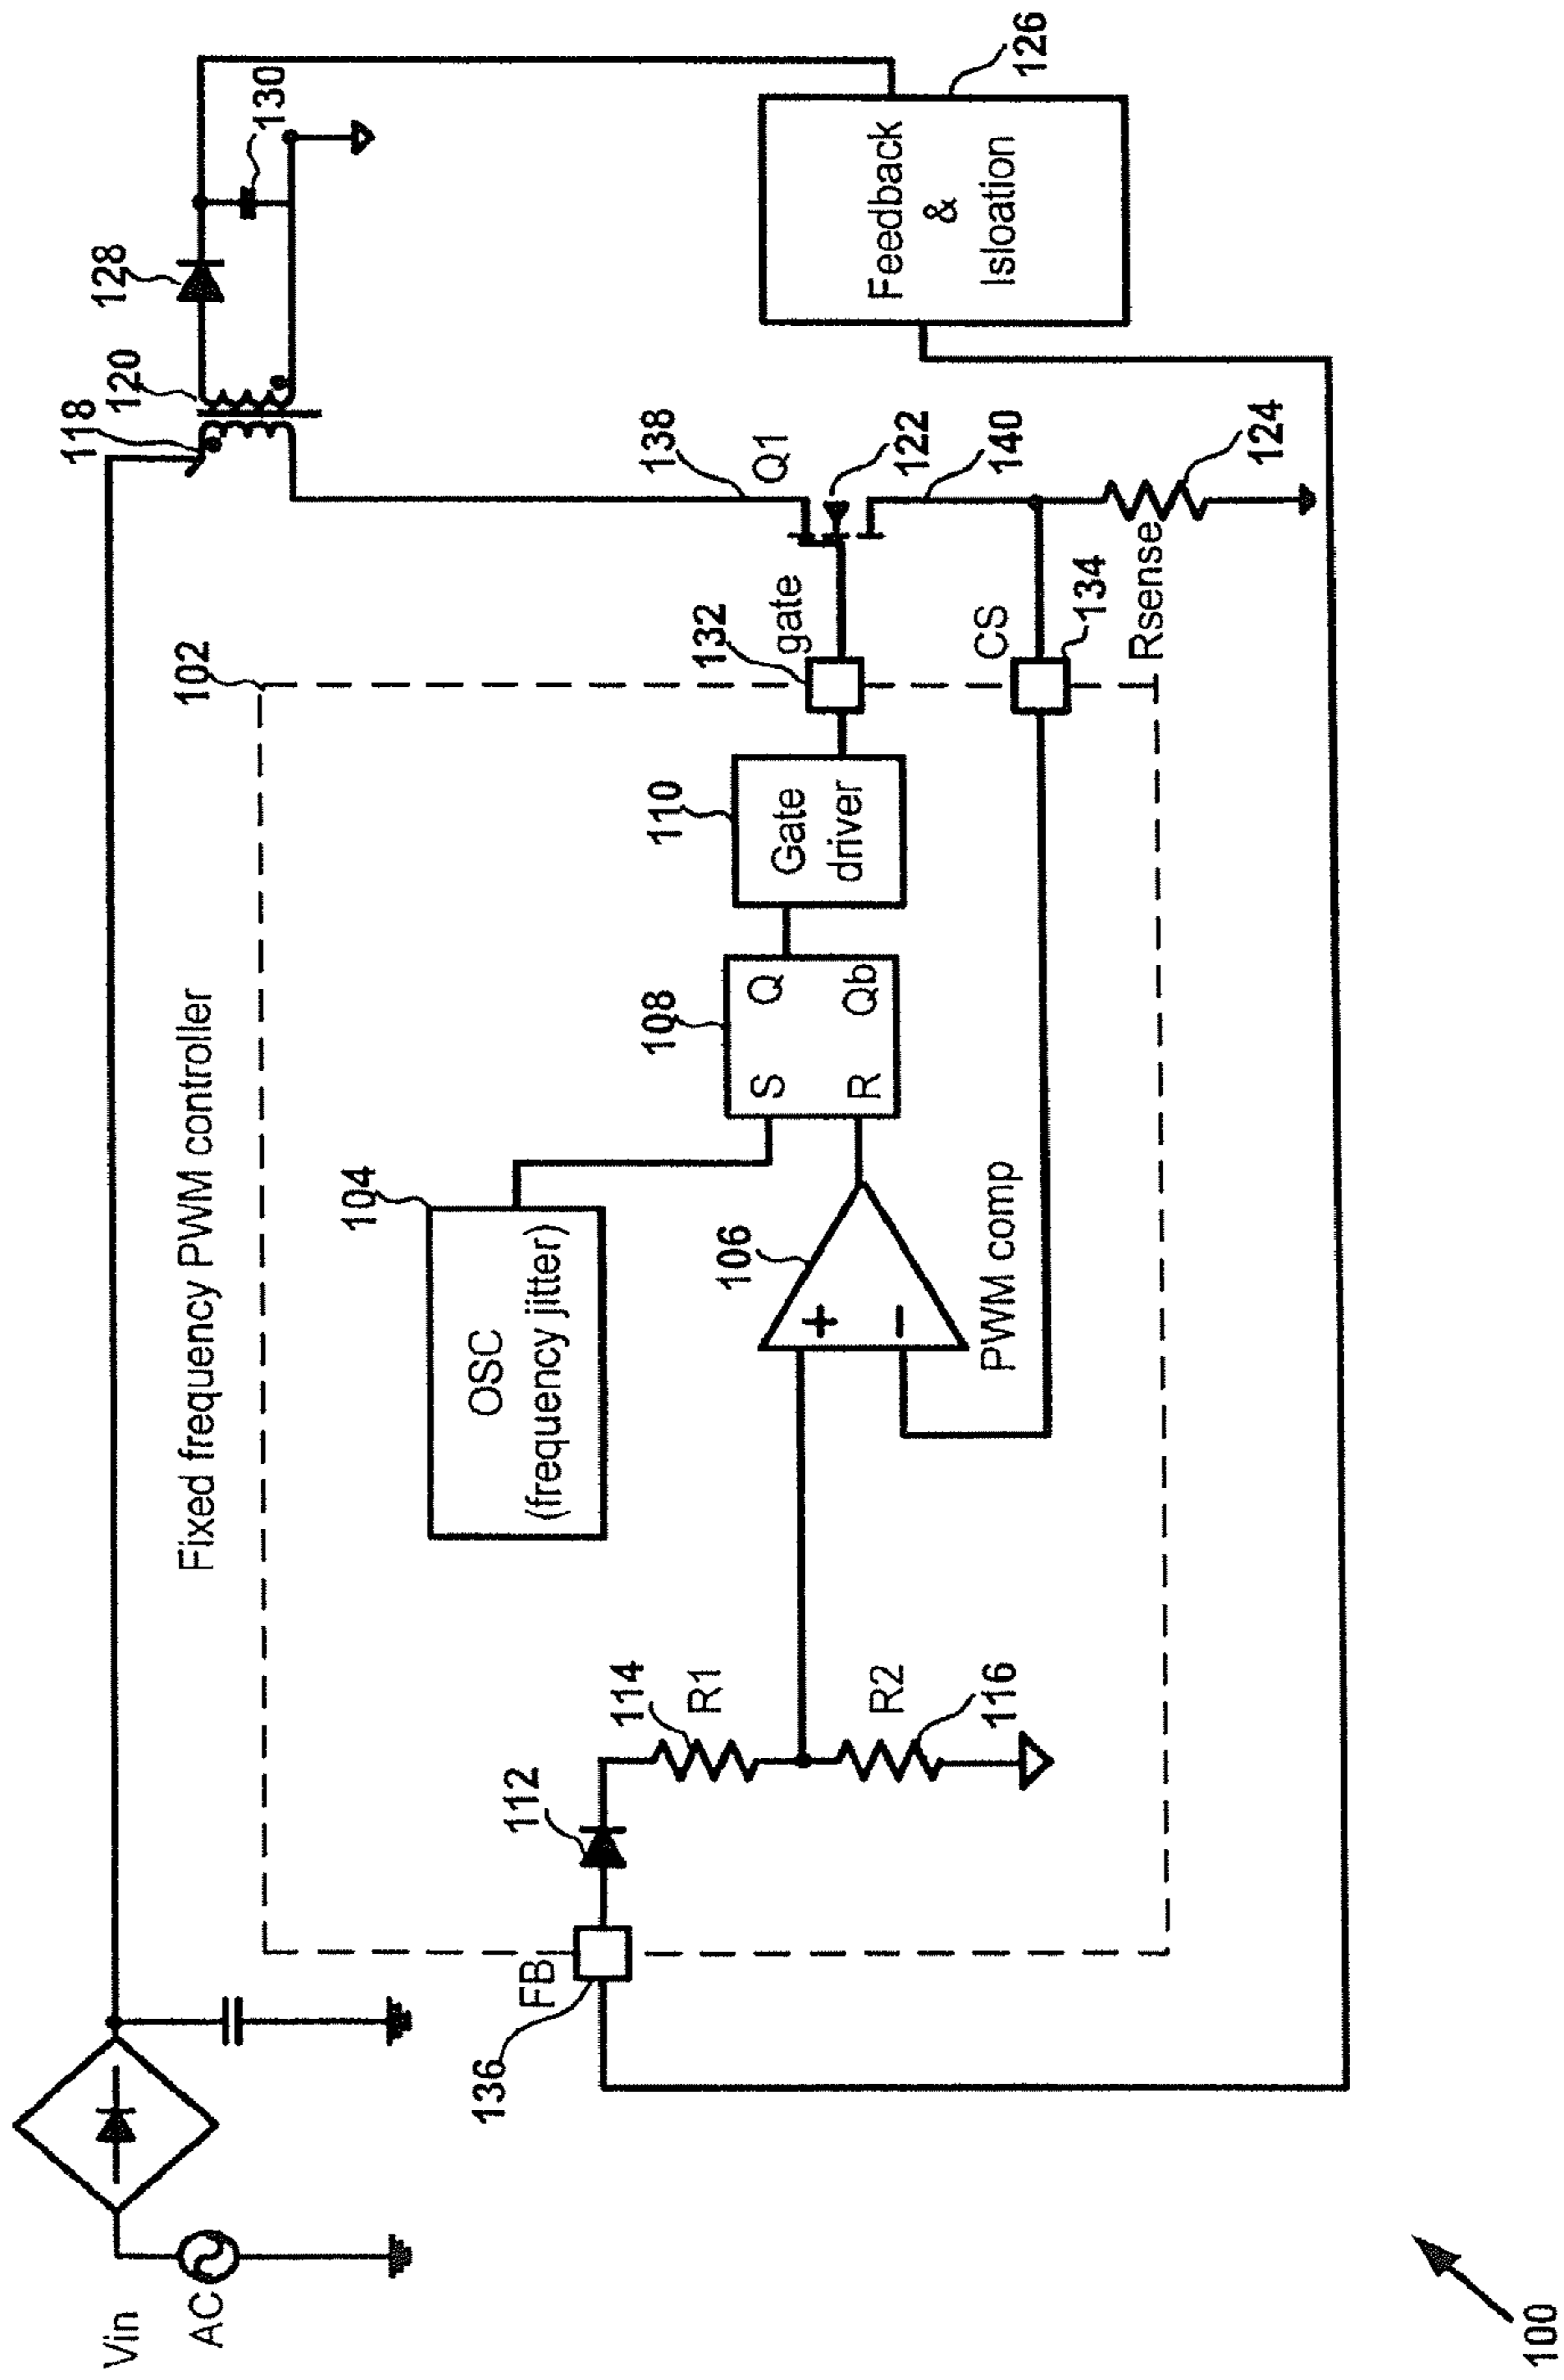 Vin
AC
Fixed frequency PWM controller
102
118
120
128
130
104
OSC
(frequency jitter)
108
S
Q
R
Qb
110
Gate
driver
132
gate
138
Q1
122
140
CS
134
Rsense
124
106
+
−
PWM comp
136
FB
112
114
R1
R2
116
126
Feedback
&
Isloation
100